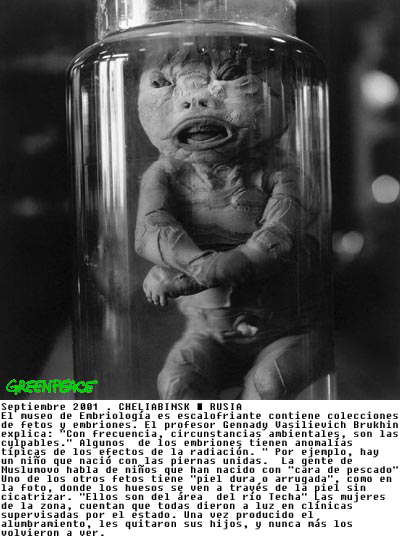 GREENPEACE
Septiembre 2001 . CHELIABINSK ■ RUSIA
El museo de Embriología es escalofriante contiene colecciones
de fetos y embriones. El profesor Gennady Vasilievich Brukhin
explica: "Con frecuencia, circunstancias ambientales, son las
culpables." Algunos  de los embriones tienen anomalías
típicas de los efectos de la radiación. " Por ejemplo, hay
un niño que nació con las piernas unidas.  La gente de
Muslumovo habla de niños que han nacido con "cara de pescado"
Uno de los otros fetos tiene "piel dura o arrugada", como en
la foto, donde los huesos se ven a través de la piel sin
cicatrizar. "Ellos son del área  del río Techa" Las mujeres
de la zona, cuentan que todas dieron a luz en clínicas
supervisadas por el estado. Una vez producido el
alumbramiento, les quitaron sus hijos, y nunca más los
volvieron a ver.